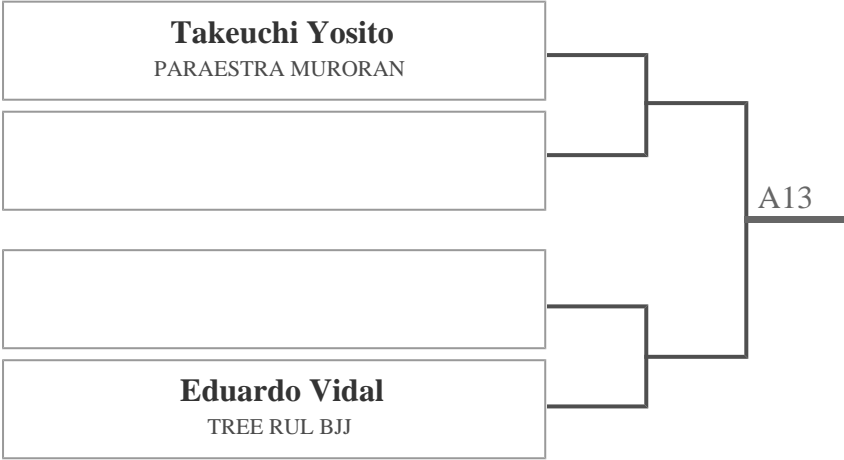 Takeuchi Yosito
PARAESTRA MURORAN
A13
Eduardo Vidal
TREE RUL BJJ